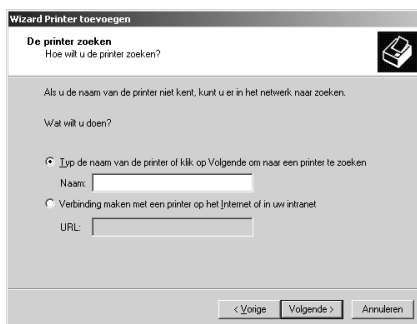 Wizard Printer toevoegen
De printer zoeken
Hoe wilt u de printer zoeken?
Als u de naam van de printer niet kent, kunt u er in het netwerk naar zoeken.
Wat wilt u doen?
Typ de naam van de printer of klik op Volgende om naar een printer te zoeken
Naam:
Verbinding maken met een printer op het Internet of in uw intranet
URL:
< Vorige Volgende > Annuleren